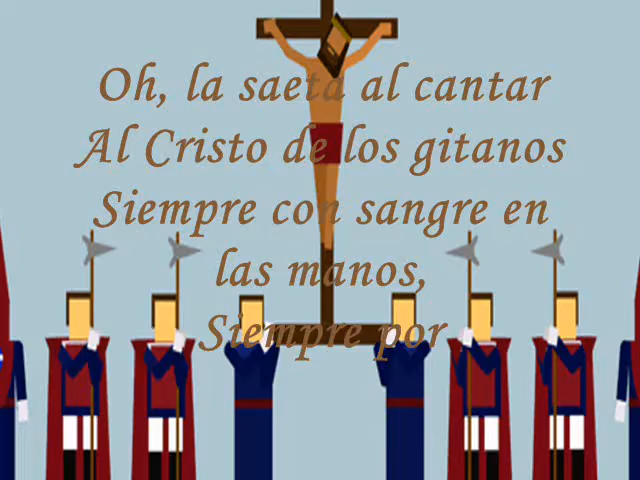 Oh, la saeta al cantar
Al Cristo de los gitanos
Siempre con sangre en
las manos,
Siempre por